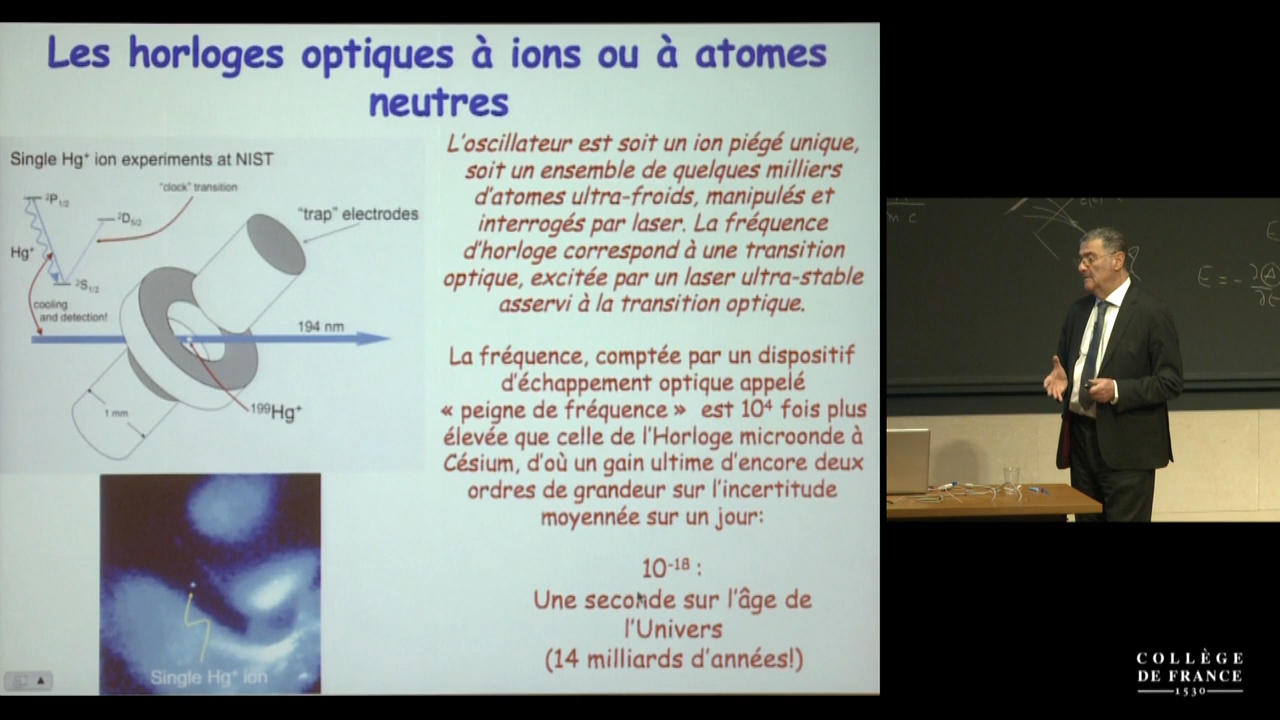 Les horloges optiques à ions ou à atomes
neutres
Single Hg⁺ ion experiments at NIST
²P₁/₂
"clock" transition
²D₅/₂
"trap" electrodes
Hg⁺
²S₁/₂
cooling
and detection!
194 nm
1 mm
¹⁹⁹Hg⁺
Single Hg⁺ ion
L'oscillateur est soit un ion piégé unique,
soit un ensemble de quelques milliers
d'atomes ultra-froids, manipulés et
interrogés par laser. La fréquence
d'horloge correspond à une transition
optique, excitée par un laser ultra-stable
asservi à la transition optique.
La fréquence, comptée par un dispositif
d'échappement optique appelé
« peigne de fréquence » est 10⁴ fois plus
élevée que celle de l'Horloge microonde à
Césium, d'où un gain ultime d'encore deux
ordres de grandeur sur l'incertitude
moyennée sur un jour:
10⁻¹⁸ :
Une seconde sur l'âge de
l'Univers
(14 milliards d'années!)
m c
E = -
COLLÈGE
DE FRANCE
1530